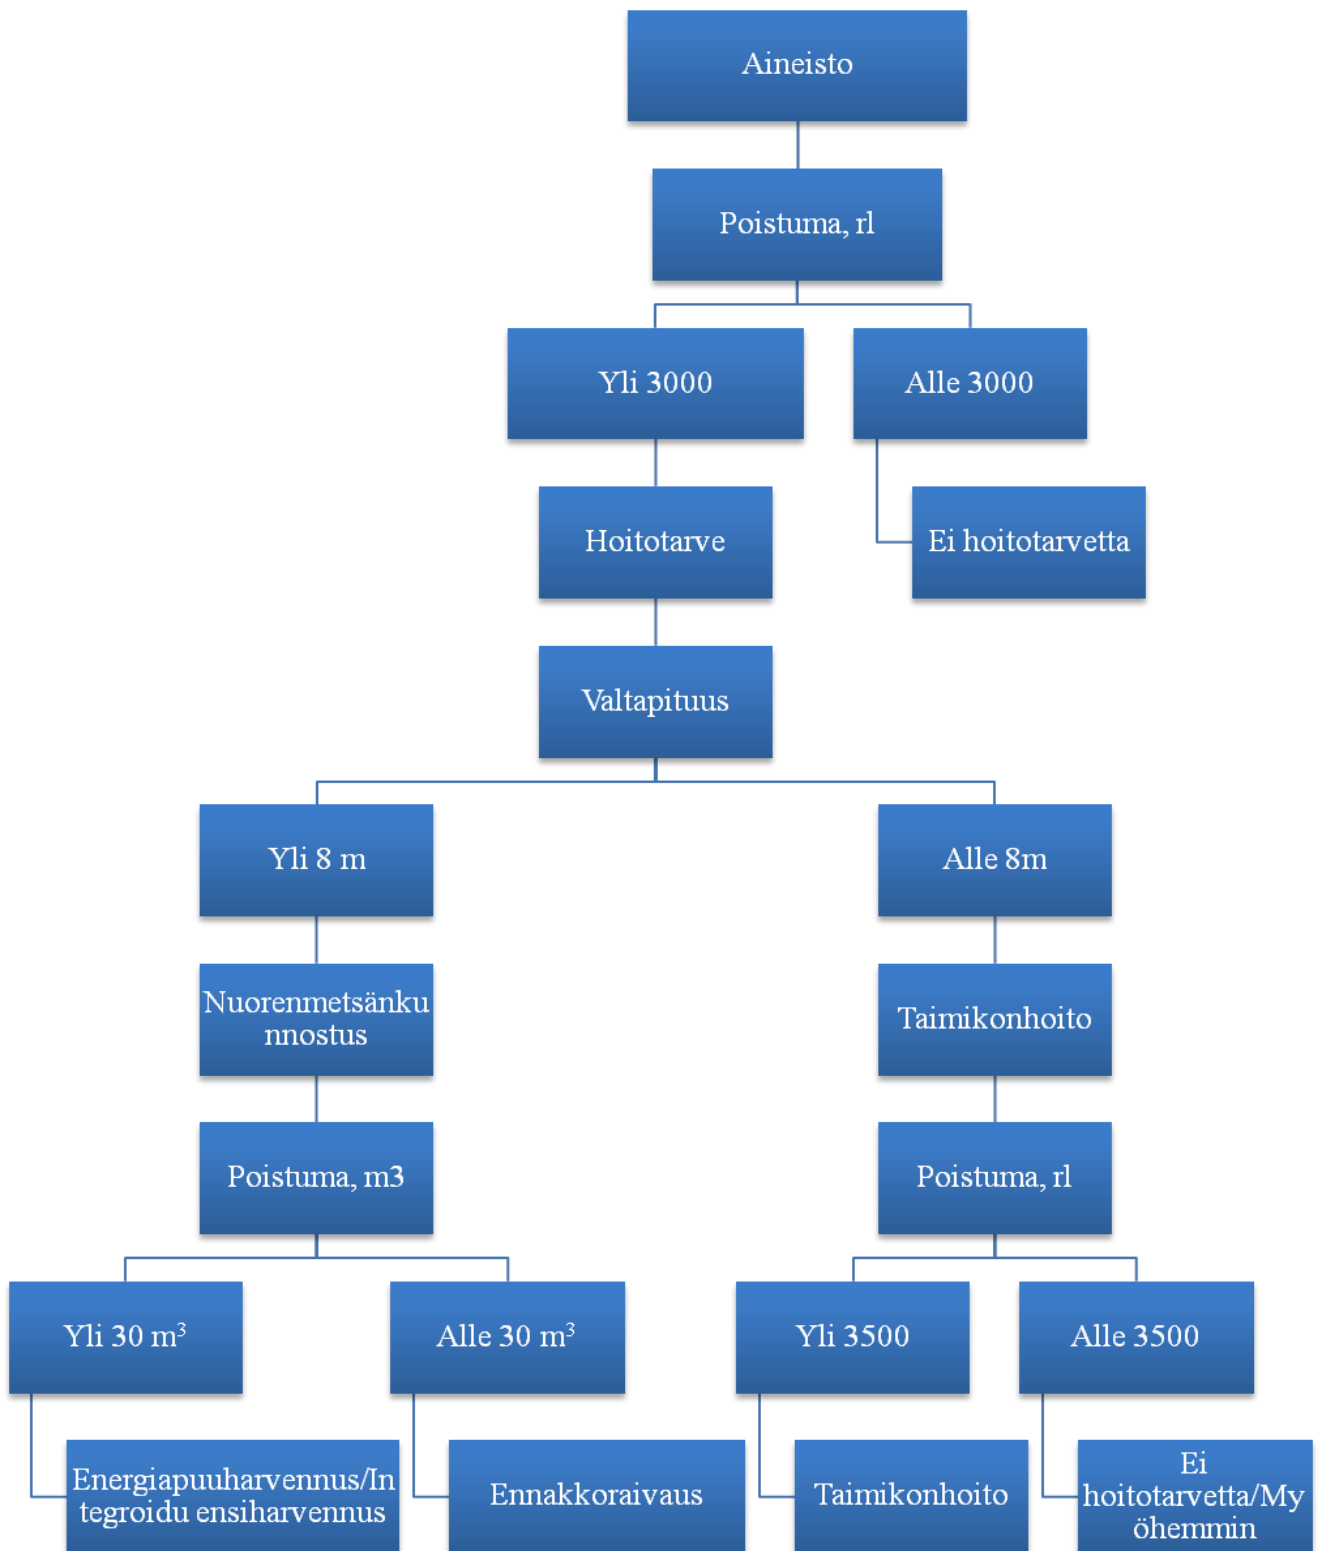 Aineisto
Poistuma, rl
Yli 3000
Alle 3000
Hoitotarve
Ei hoitotarvetta
Valtapituus
Yli 8 m
Alle 8m
Nuorenmetsänku
nnostus
Taimikonhoito
Poistuma, m3
Poistuma, rl
Yli 30 m³
Alle 30 m³
Yli 3500
Alle 3500
Energiapuuharvennus/In
tegroidu ensiharvennus
Ennakkoraivaus
Taimikonhoito
Ei
hoitotarvetta/My
öhemmin